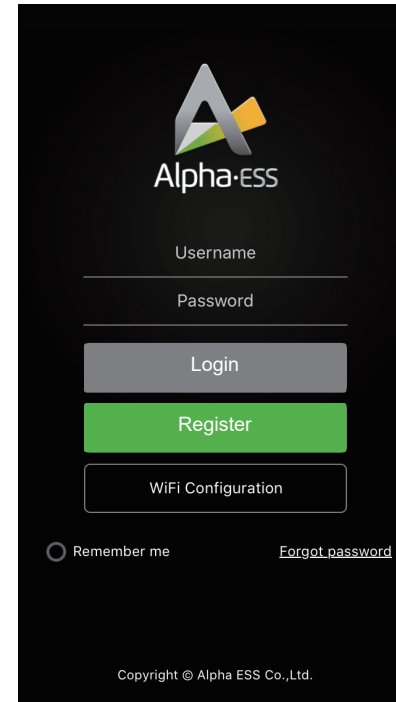 Alpha·ESS
Username
Password
Login
Register
WiFi Configuration
Remember me Forgot password
Copyright © Alpha ESS Co.,Ltd.